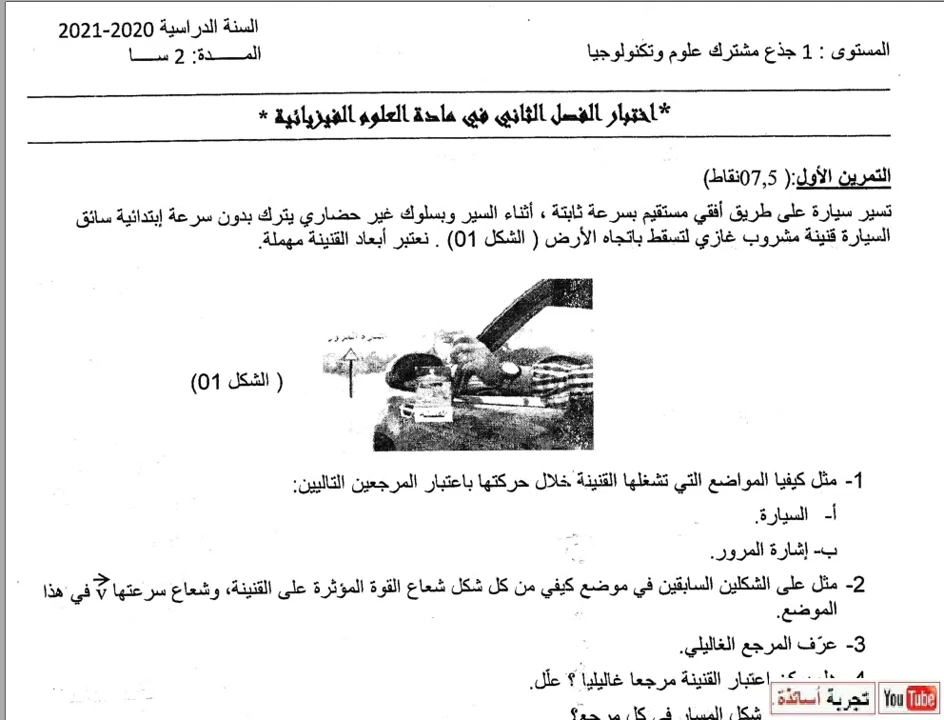 السنة الدراسية 2020-2021
المستوى : 1 جذع مشترك علوم وتكنولوجيا
المــــدة: 2 ســـا
*اختبار الفصل الثاني في مادة العلوم الفيزيائية *
التمرين الأول:( 07,5نقاط)
تسير سيارة على طريق أفقي مستقيم بسرعة ثابتة ، أثناء السير وبسلوك غير حضاري يترك بدون سرعة إبتدائية سائق
السيارة قنينة مشروب غازي لتسقط باتجاه الأرض ( الشكل 01) . نعتبر أبعاد القنينة مهملة.
( الشكل 01)
1- مثل كيفيا المواضع التي تشغلها القنينة خلال حركتها باعتبار المرجعين التاليين:
أ- السيارة.
ب- إشارة المرور.
2- مثل على الشكلين السابقين في موضع كيفي من كل شكل شعاع القوة المؤثرة على القنينة، وشعاع سرعتها v⃗ في هذا
الموضع.
3- عرّف المرجع الغاليلي.
اعتبار القنينة مرجعا غاليليا ؟ علّل.
شكل المسار في كل مرجع؟
تجربة أساتذة
YouTube